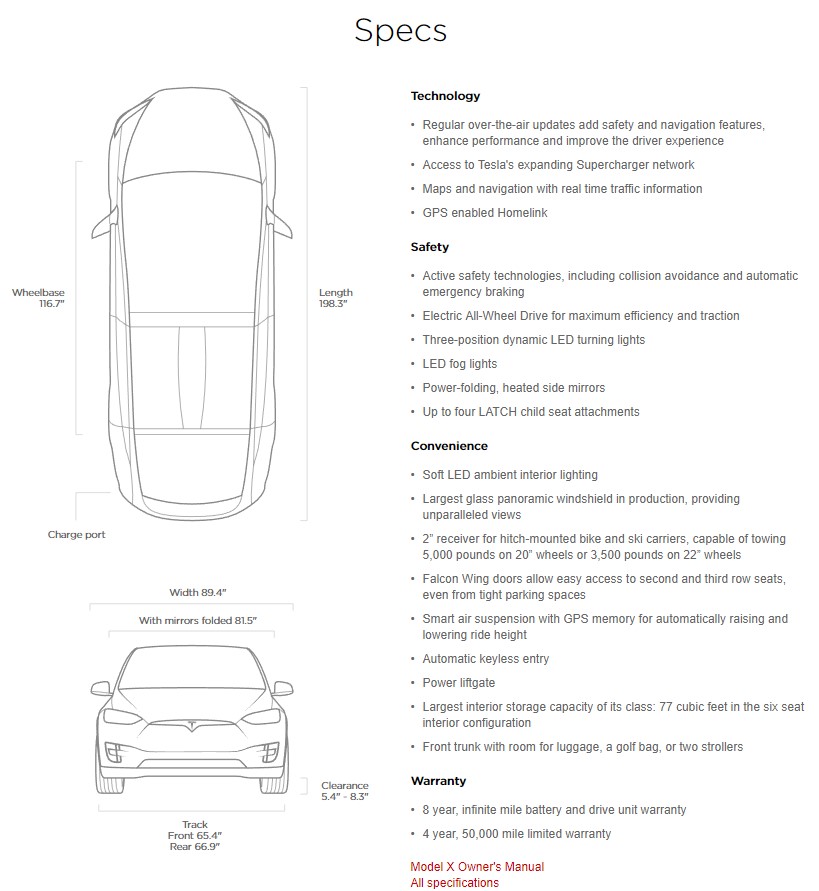 Specs
Wheelbase
116.7"
Length
198.3"
Charge port
Width 89.4"
With mirrors folded 81.5"
Clearance
5.4" - 8.3"
Track
Front 65.4"
Rear 66.9"
Technology
• Regular over-the-air updates add safety and navigation features,
enhance performance and improve the driver experience
• Access to Tesla's expanding Supercharger network
• Maps and navigation with real time traffic information
• GPS enabled Homelink
Safety
• Active safety technologies, including collision avoidance and automatic
emergency braking
• Electric All-Wheel Drive for maximum efficiency and traction
• Three-position dynamic LED turning lights
• LED fog lights
• Power-folding, heated side mirrors
• Up to four LATCH child seat attachments
Convenience
• Soft LED ambient interior lighting
• Largest glass panoramic windshield in production, providing
unparalleled views
• 2” receiver for hitch-mounted bike and ski carriers, capable of towing
5,000 pounds on 20” wheels or 3,500 pounds on 22” wheels
• Falcon Wing doors allow easy access to second and third row seats,
even from tight parking spaces
• Smart air suspension with GPS memory for automatically raising and
lowering ride height
• Automatic keyless entry
• Power liftgate
• Largest interior storage capacity of its class: 77 cubic feet in the six seat
interior configuration
• Front trunk with room for luggage, a golf bag, or two strollers
Warranty
• 8 year, infinite mile battery and drive unit warranty
• 4 year, 50,000 mile limited warranty
Model X Owner's Manual
All specifications